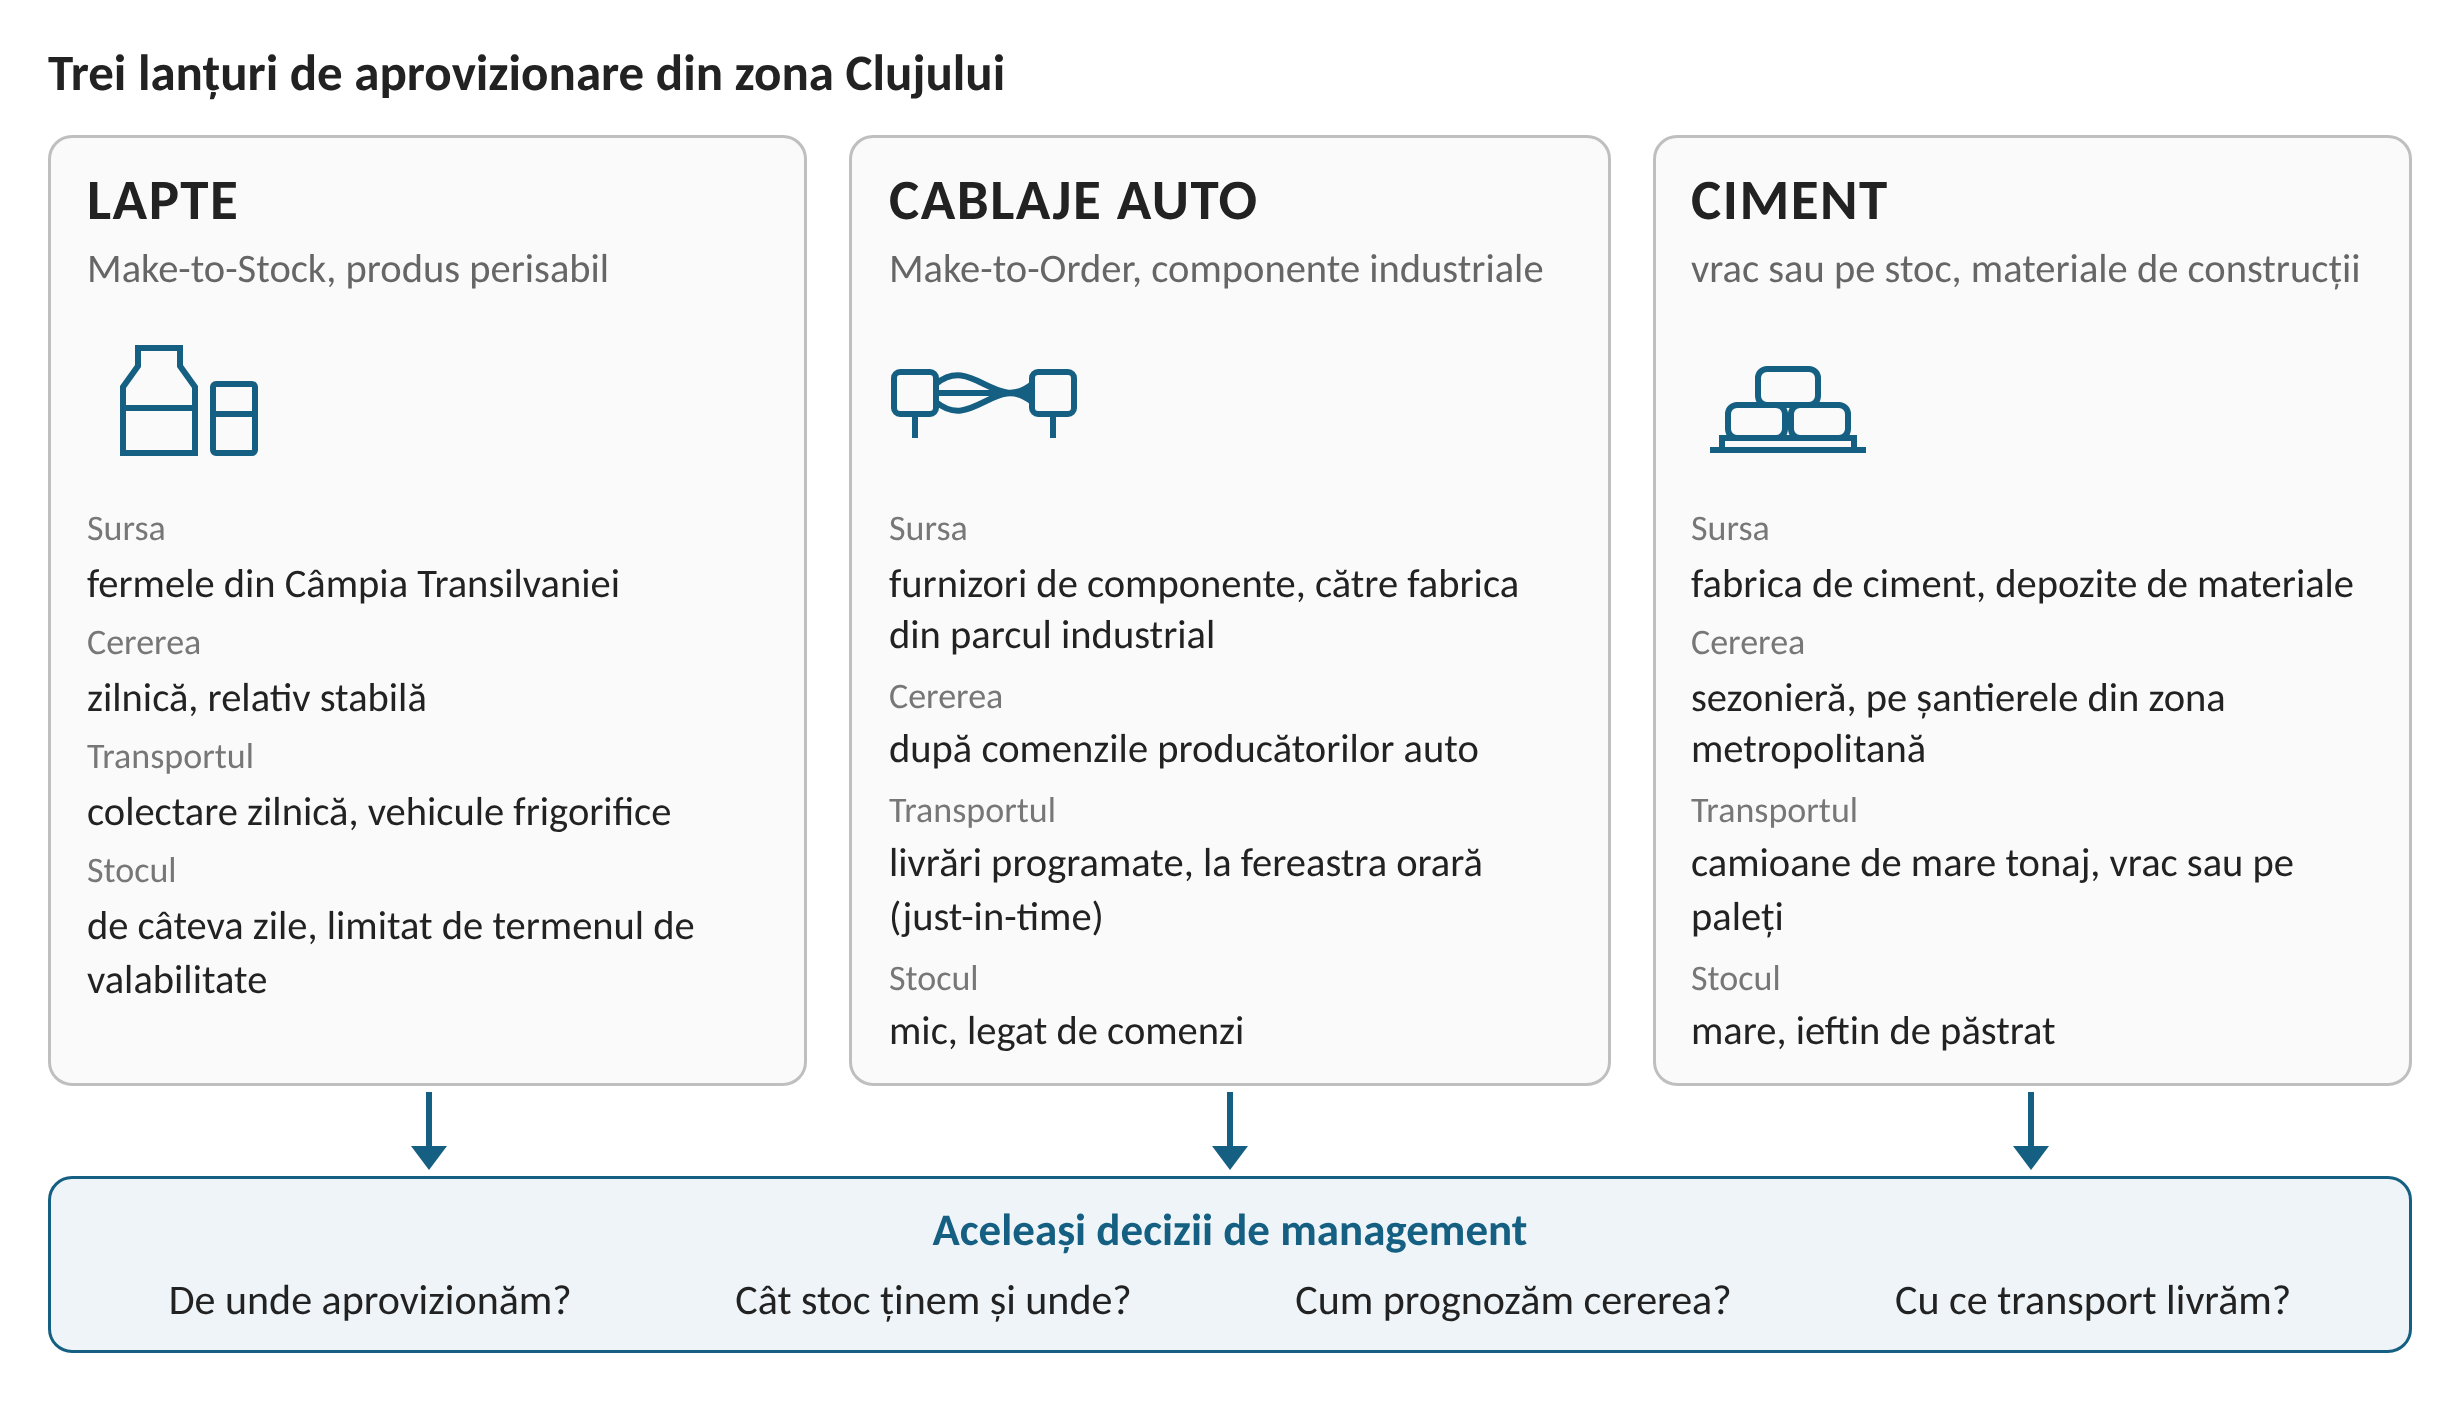 Trei lanțuri de aprovizionare din zona Clujului
LAPTE
Make-to-Stock, produs perisabil
Sursa
fermele din Câmpia Transilvaniei
Cererea
zilnică, relativ stabilă
Transportul
colectare zilnică, vehicule frigorifice
Stocul
de câteva zile, limitat de termenul de
valabilitate
CABLAJE AUTO
Make-to-Order, componente industriale
Sursa
furnizori de componente, către fabrica
din parcul industrial
Cererea
după comenzile producătorilor auto
Transportul
livrări programate, la fereastra orară
(just-in-time)
Stocul
mic, legat de comenzi
CIMENT
vrac sau pe stoc, materiale de construcții
Sursa
fabrica de ciment, depozite de materiale
Cererea
sezonieră, pe șantierele din zona
metropolitană
Transportul
camioane de mare tonaj, vrac sau pe
paleți
Stocul
mare, ieftin de păstrat
Aceleași decizii de management
De unde aprovizionăm?
Cât stoc ținem și unde?
Cum prognozăm cererea?
Cu ce transport livrăm?